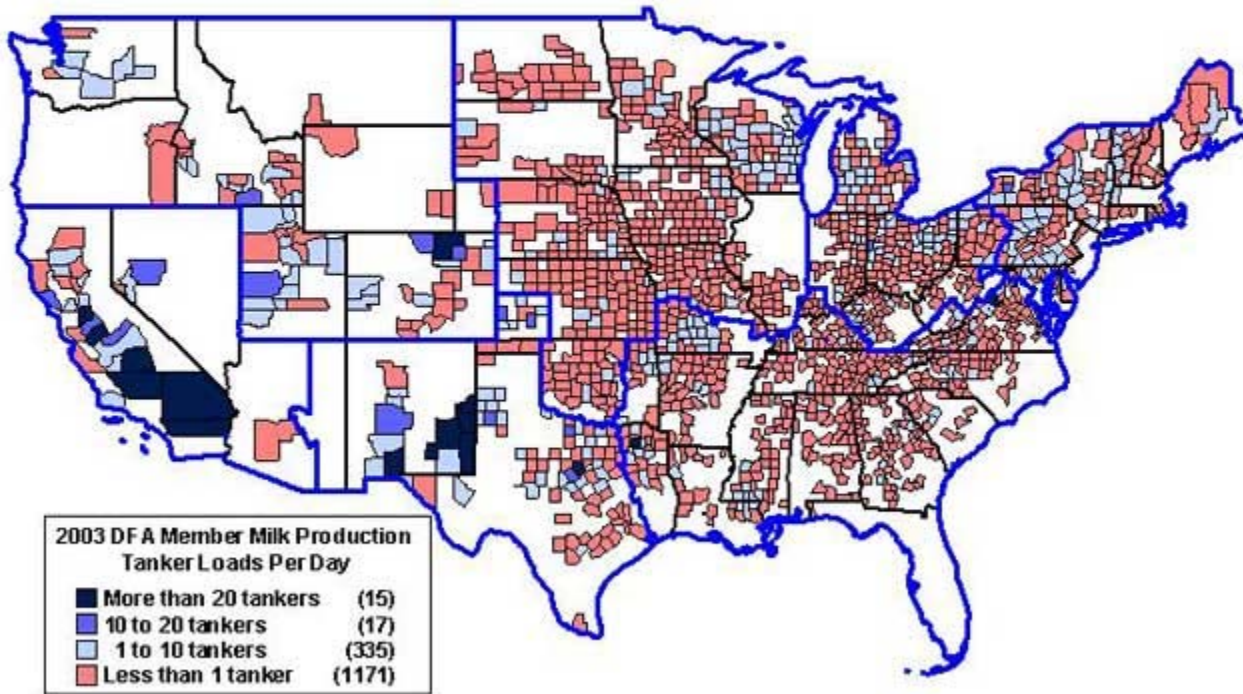 2003 DFA Member Milk Production
Tanker Loads Per Day
More than 20 tankers (15)
10 to 20 tankers (17)
1 to 10 tankers (335)
Less than 1 tanker (1171)